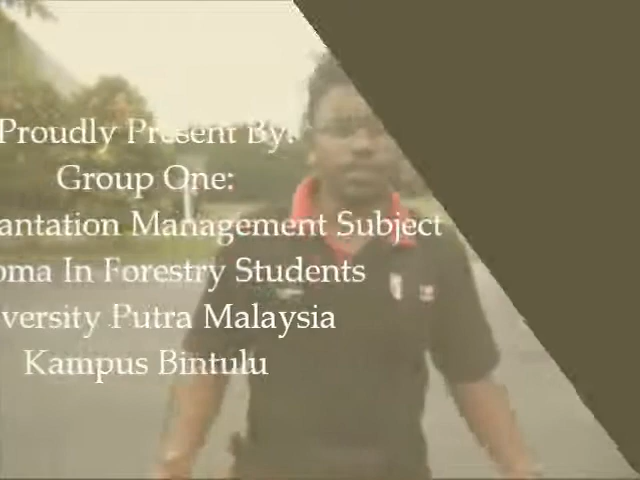 Proudly Present By:
Group One:
antation Management Subject
oma In Forestry Students
versity Putra Malaysia
Kampus Bintulu